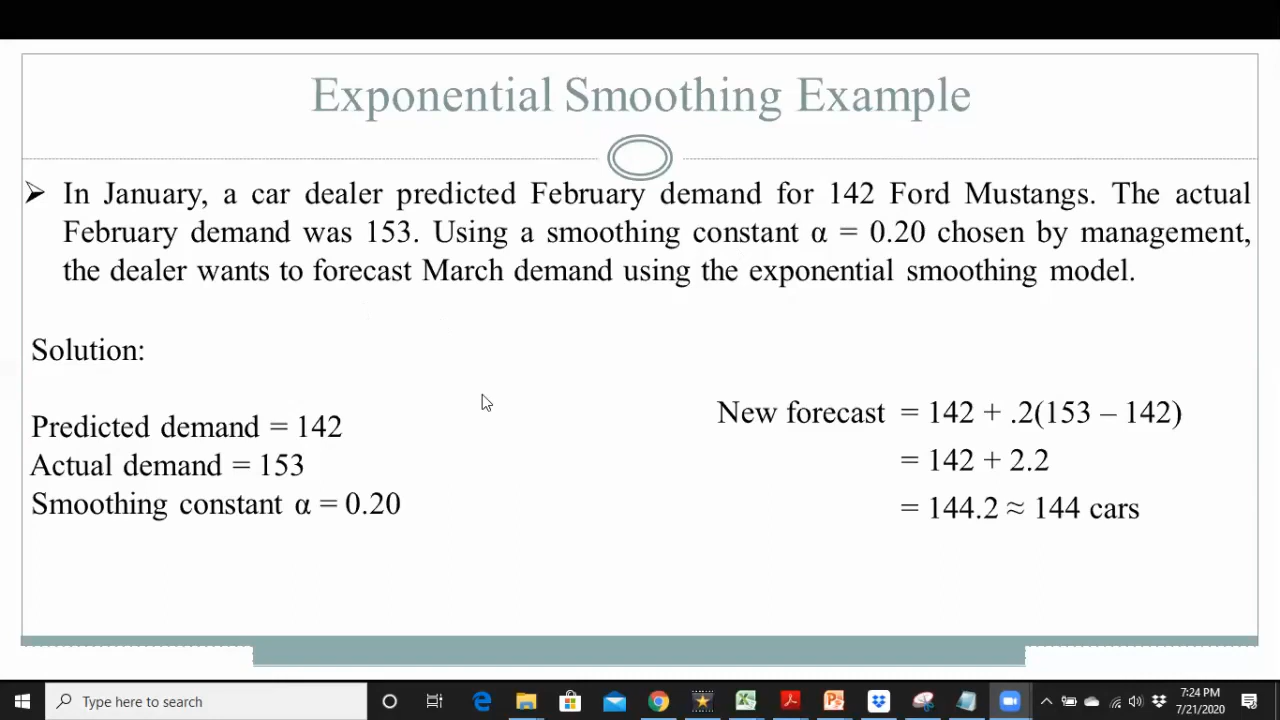 Exponential Smoothing Example
➢ In January, a car dealer predicted February demand for 142 Ford Mustangs. The actual
February demand was 153. Using a smoothing constant α = 0.20 chosen by management,
the dealer wants to forecast March demand using the exponential smoothing model.
Solution:
Predicted demand = 142
Actual demand = 153
Smoothing constant α = 0.20
New forecast = 142 + .2(153 – 142)
= 142 + 2.2
= 144.2 ≈ 144 cars
Type here to search
7:24 PM
7/21/2020